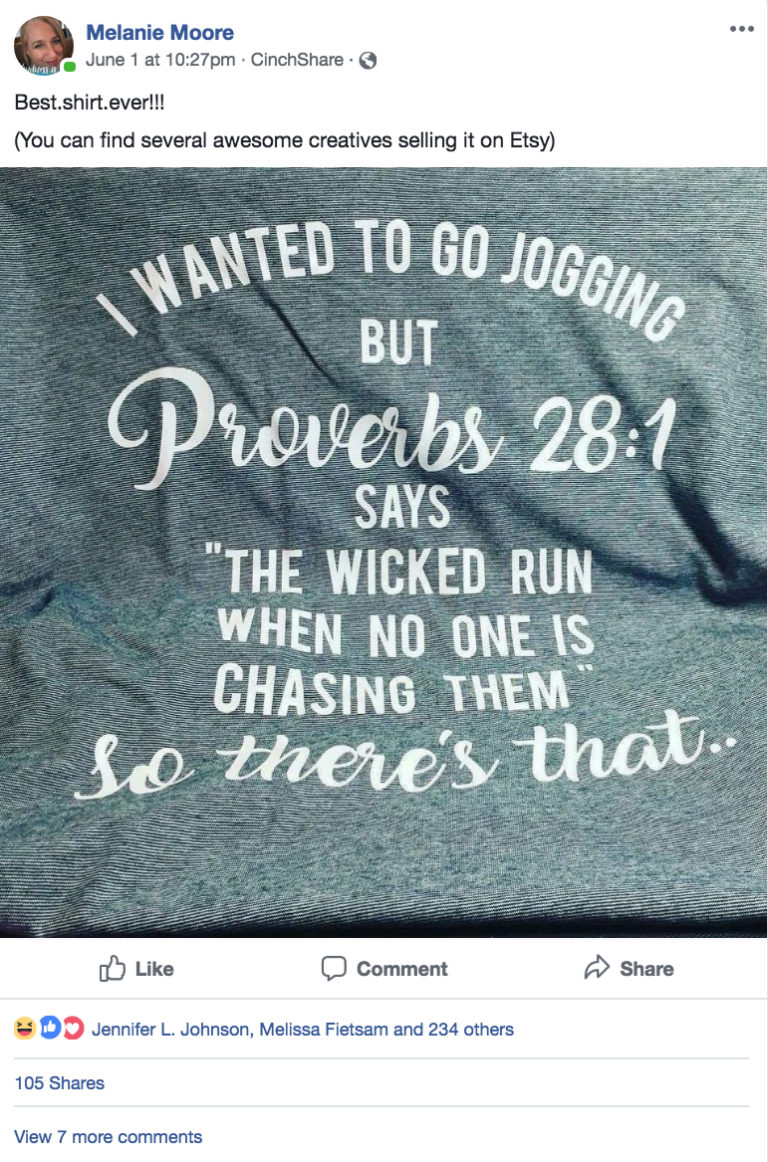 Melanie Moore
June 1 at 10:27pm · CinchShare ·
Best.shirt.ever!!!
(You can find several awesome creatives selling it on Etsy)
I WANTED TO GO JOGGING
BUT
Proverbs 28:1
SAYS
"THE WICKED RUN
WHEN NO ONE IS
CHASING THEM"
So there's that..
Like Comment Share
Jennifer L. Johnson, Melissa Fietsam and 234 others
105 Shares
View 7 more comments